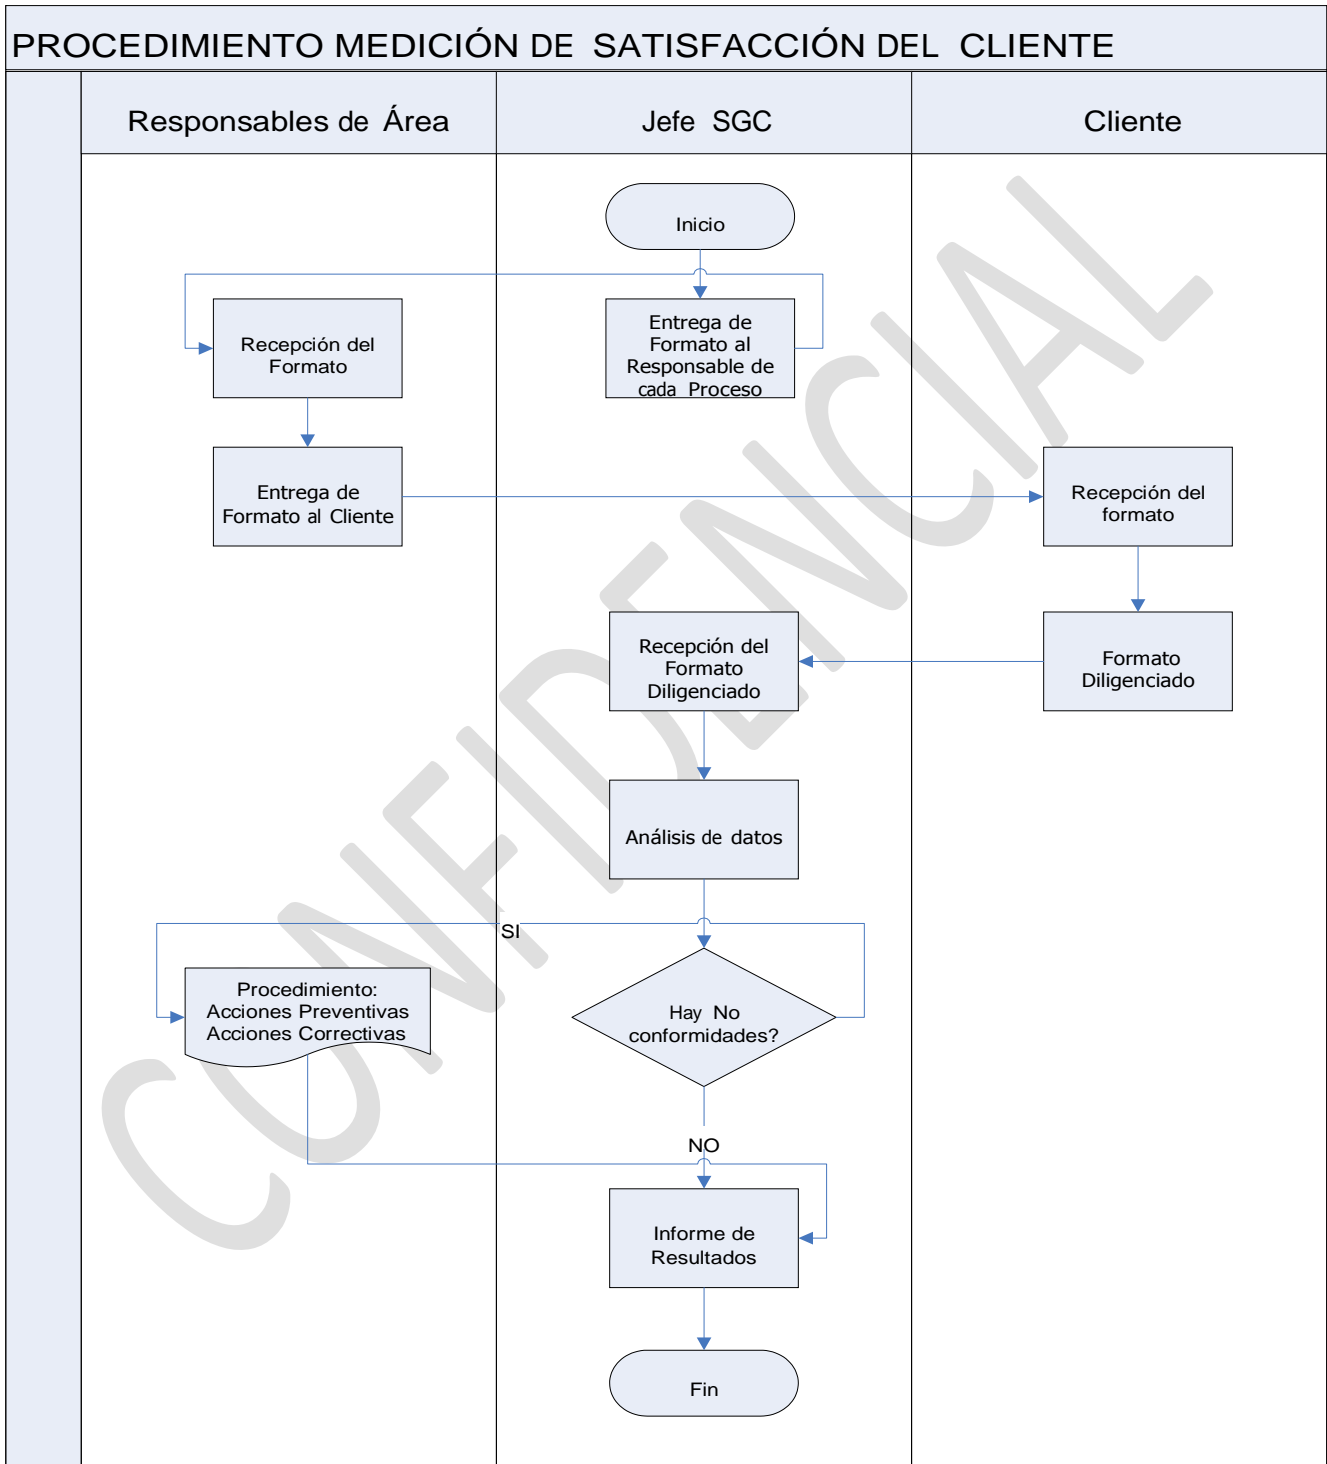 PROCEDIMIENTO MEDICIÓN DE SATISFACCIÓN DEL CLIENTE
Responsables de Área
Jefe SGC
Cliente
Inicio
Entrega de
Formato al
Responsable de
cada Proceso
Recepción del
Formato
Entrega de
Formato al Cliente
Recepción del
formato
Formato
Diligenciado
Recepción del
Formato
Diligenciado
Análisis de datos
Hay No
conformidades?
SI
Procedimiento:
Acciones Preventivas
Acciones Correctivas
NO
Informe de
Resultados
Fin
CONFIDENCIAL